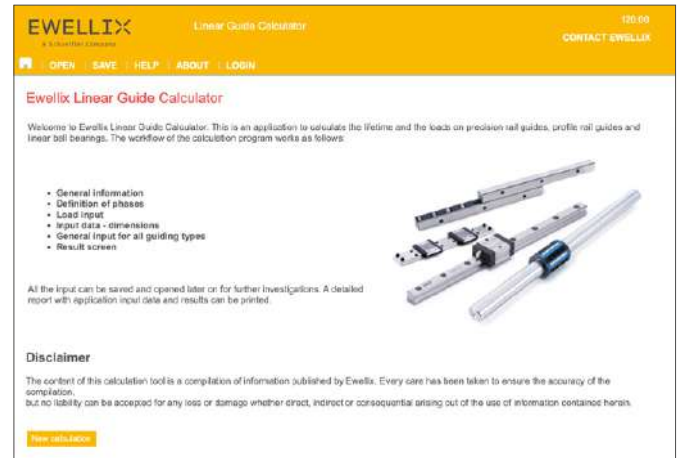 EWELLIX
Linear Guide Calculator
120:00
A Schaeffler Company
CONTACT EWELLIX
OPEN | SAVE | HELP | ABOUT | LOGIN
Ewellix Linear Guide Calculator
Welcome to Ewellix Linear Guide Calculator. This is an application to calculate the lifetime and the loads on precision rail guides, profile rail guides and
linear ball bearings. The workflow of the calculation program works as follows:
• General information
• Definition of phases
• Load input
• Input data - dimensions
• General input for all guiding types
• Result screen
All the input can be saved and opened later on for further investigations. A detailed
report with application input data and results can be printed.
Disclaimer
The content of this calculation tool is a compilation of information published by Ewellix. Every care has been taken to ensure the accuracy of the
compilation,
but no liability can be accepted for any loss or damage whether direct, indirect or consequential arising out of the use of information contained herein.
New calculation